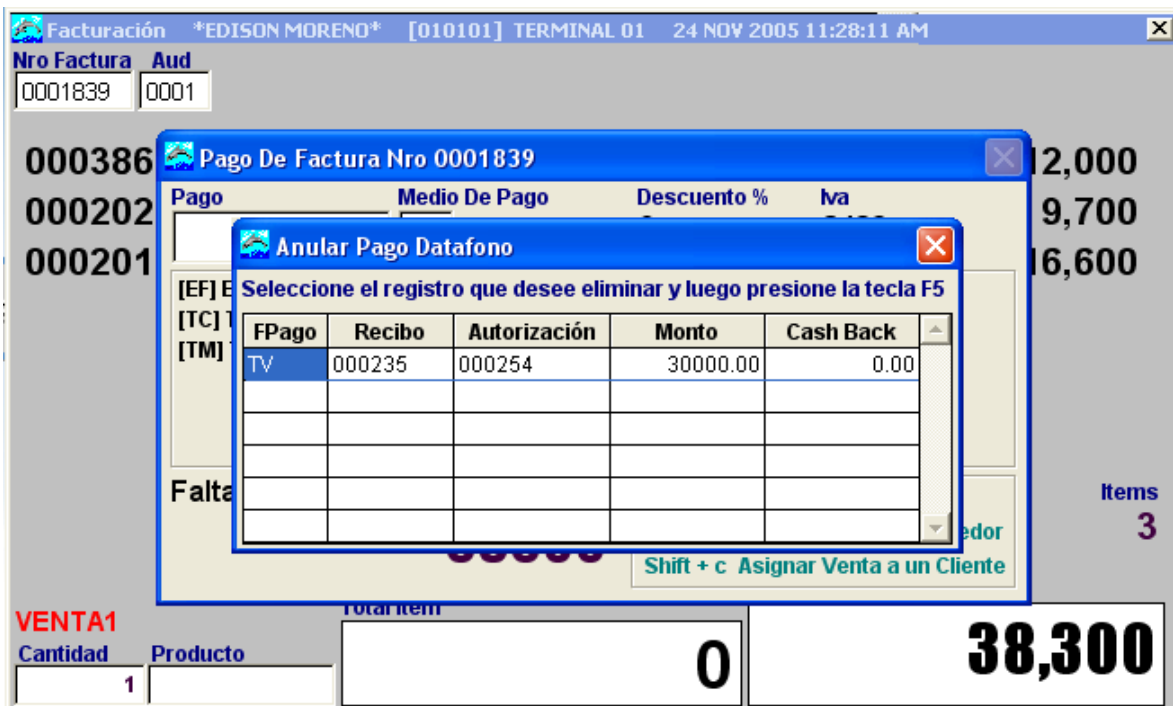 Facturación *EDISON MORENO* [010101] TERMINAL 01 24 NOV 2005 11:28:11 AM
Nro Factura Aud
0001839 0001
000386 12,000
000202 9,700
000201 16,600
Pago De Factura Nro 0001839
Pago Medio De Pago Descuento % Iva
[EF] E
[TC] T
[TM]
Anular Pago Datafono
Seleccione el registro que desee eliminar y luego presione la tecla F5
FPago Recibo Autorización Monto Cash Back
TV 000235 000254 30000.00 0.00
Falta
edor
Shift + c Asignar Venta a un Cliente
Items
3
VENTA1
Total Item
Cantidad Producto
1
0
38,300